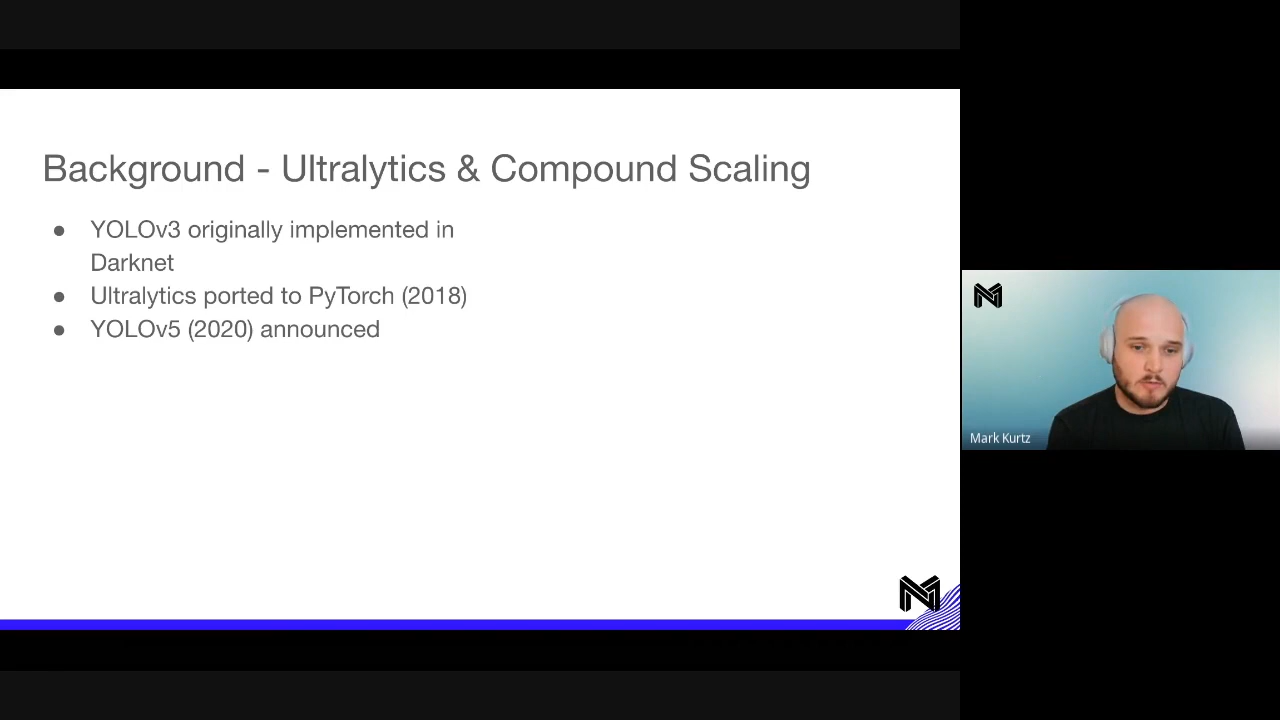 Background - Ultralytics & Compound Scaling
● YOLOv3 originally implemented in
Darknet
● Ultralytics ported to PyTorch (2018)
● YOLOv5 (2020) announced
Mark Kurtz